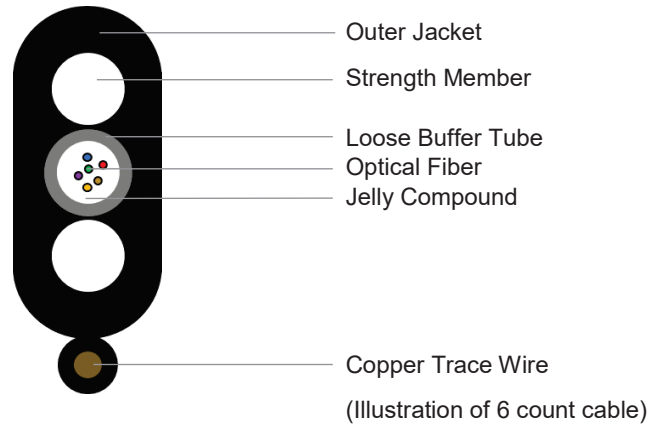 Outer Jacket
Strength Member
Loose Buffer Tube
Optical Fiber
Jelly Compound
Copper Trace Wire
(Illustration of 6 count cable)